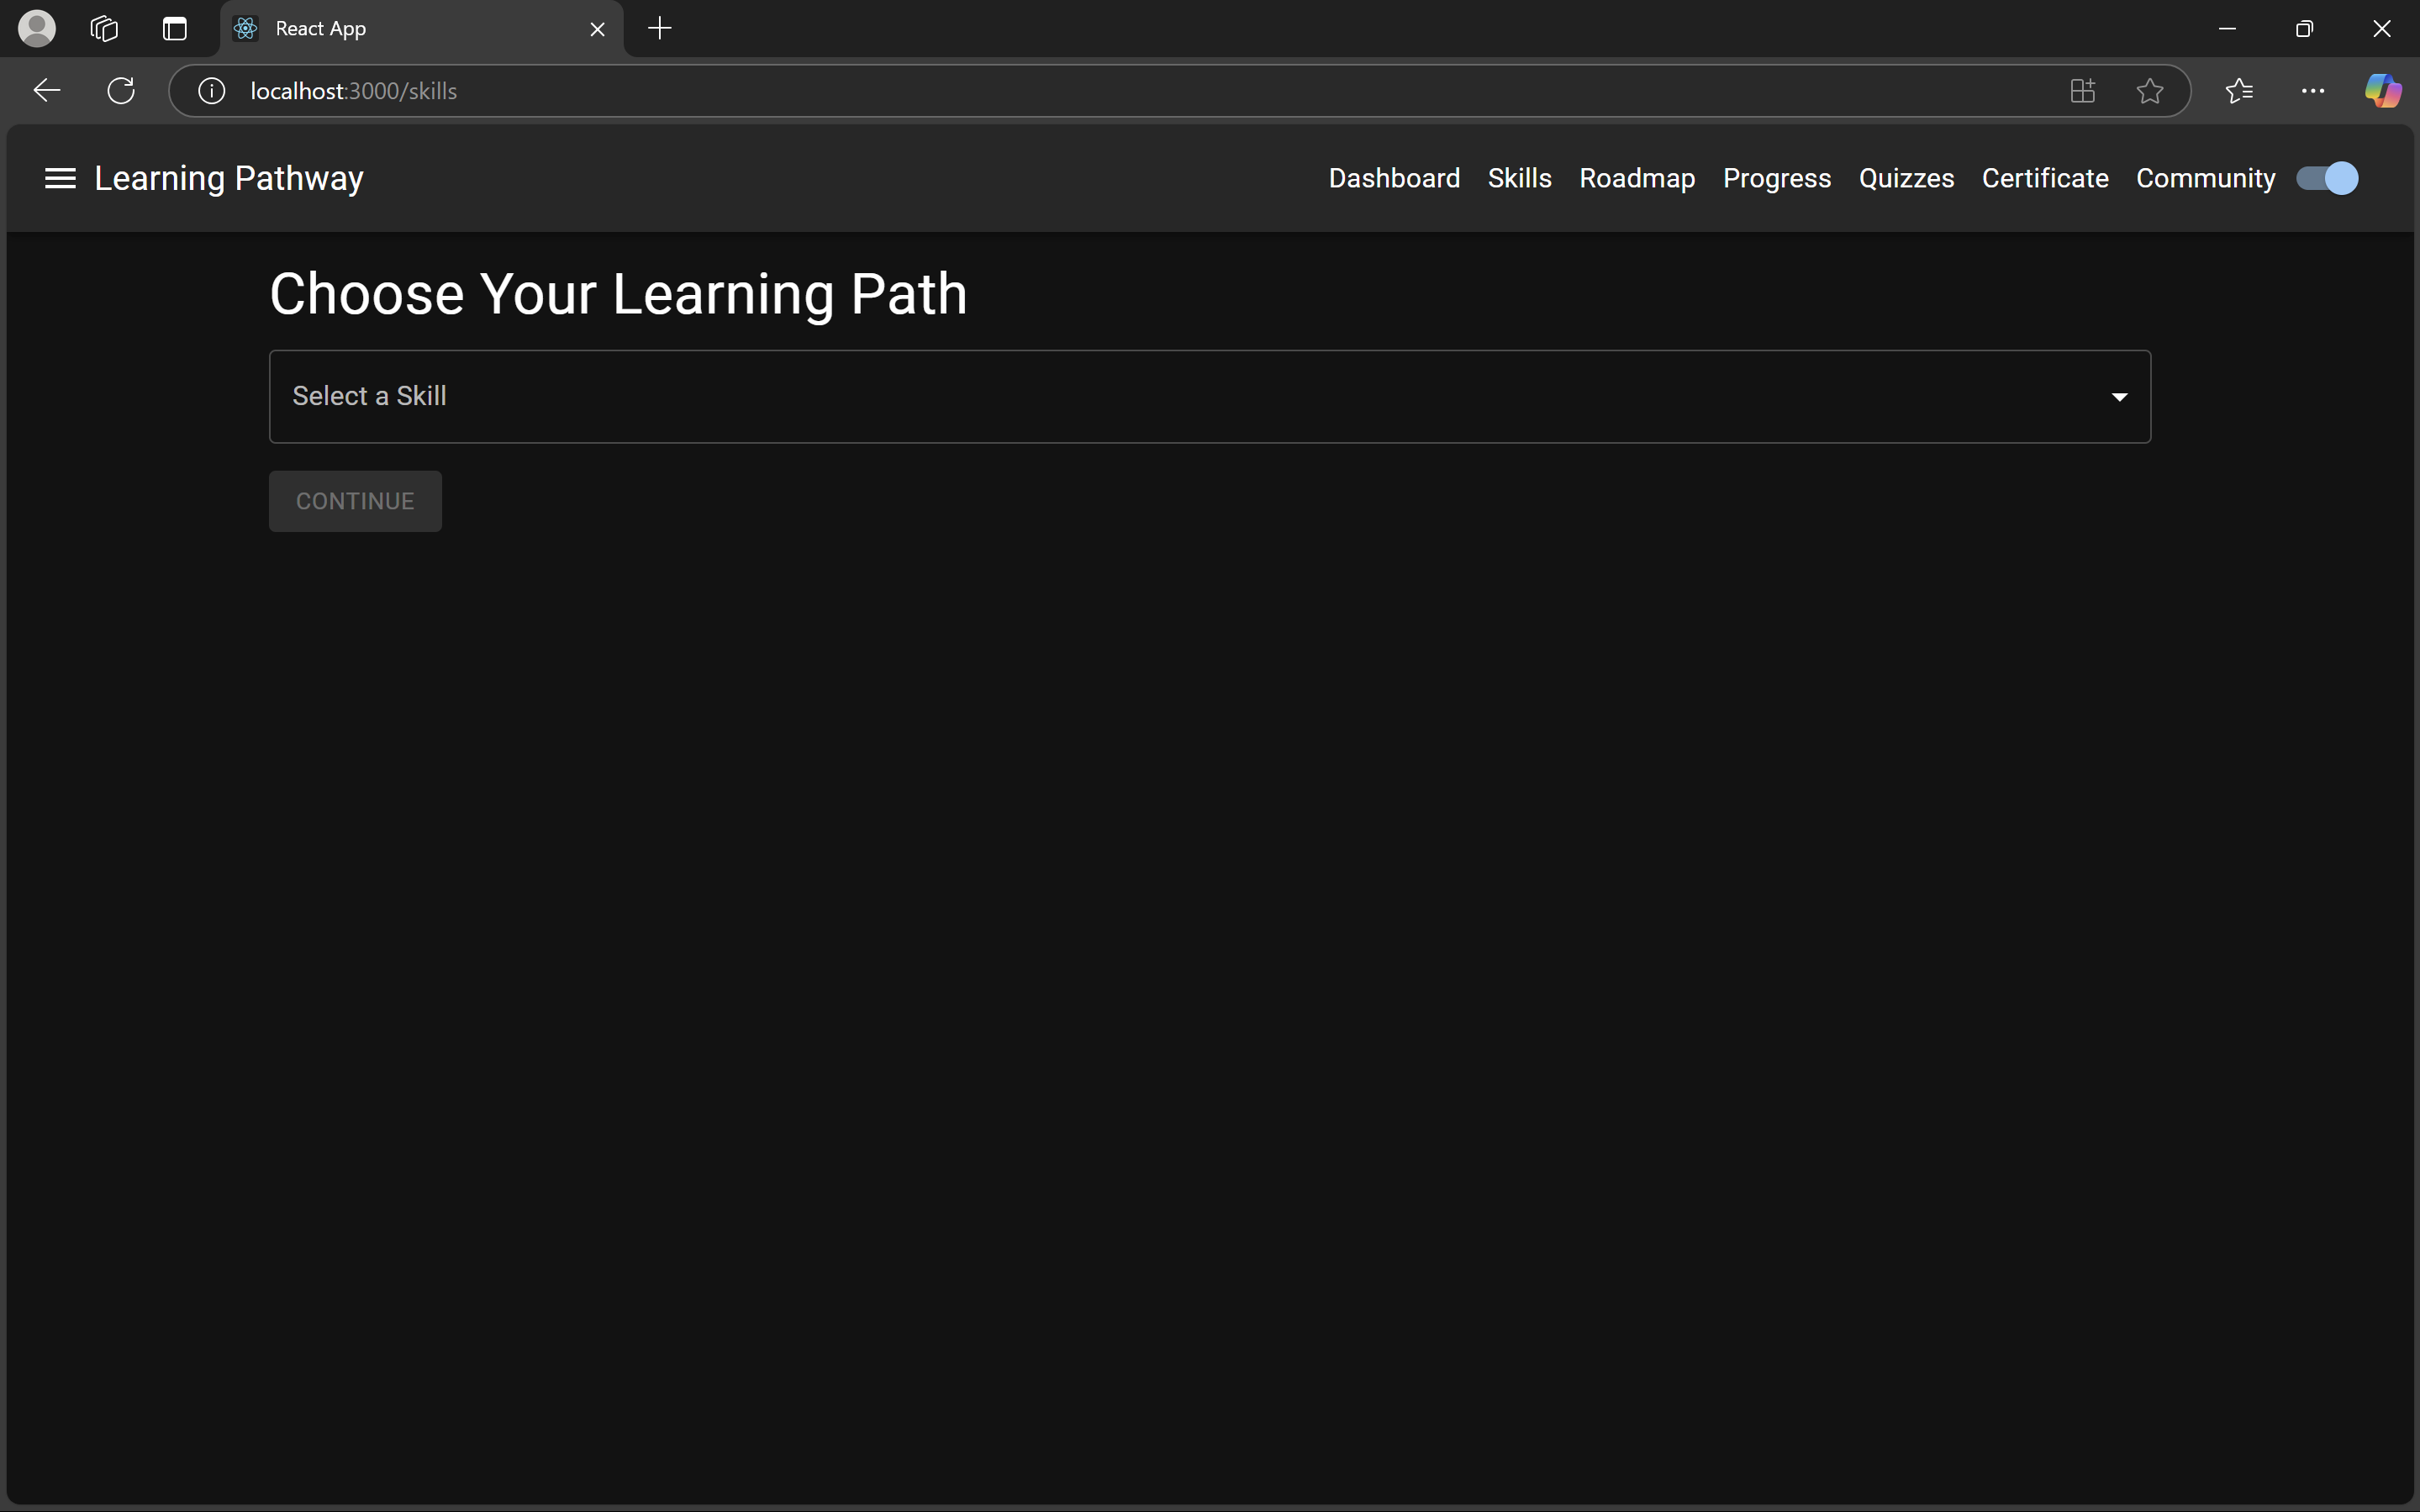 React App
localhost:3000/skills
Learning Pathway
Dashboard Skills Roadmap Progress Quizzes Certificate Community
Choose Your Learning Path
Select a Skill
CONTINUE